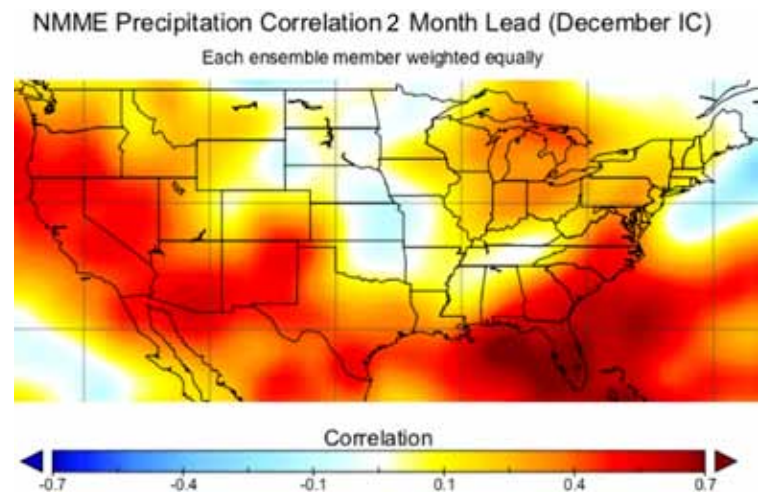 NMME Precipitation Correlation 2 Month Lead (December IC)
Each ensemble member weighted equally
Correlation
-0.7 -0.4 -0.1 0.1 0.4 0.7